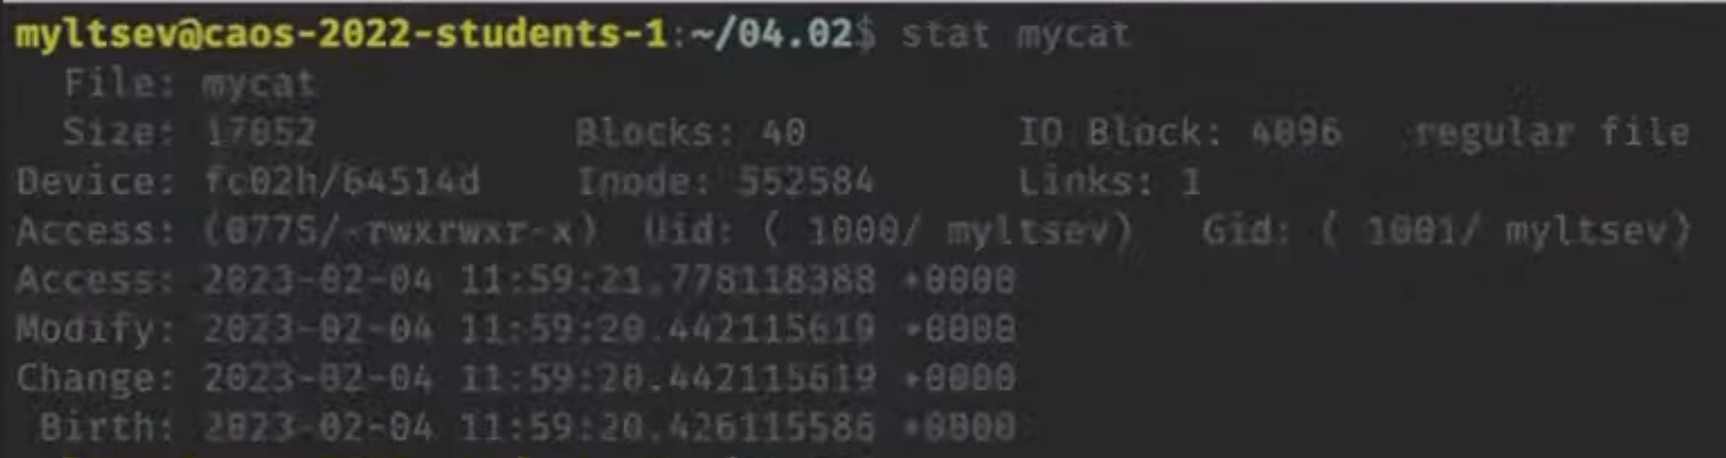 myltsev@caos-2022-students-1:~/04.02$ stat mycat
File: mycat
Size: 17052 Blocks: 40 IO Block: 4096 regular file
Device: fc02h/64514d Inode: 552584 Links: 1
Access: (0775/-rwxrwxr-x) Uid: ( 1000/ myltsev) Gid: ( 1001/ myltsev)
Access: 2023-02-04 11:59:21.778118388 +0000
Modify: 2023-02-04 11:59:20.442115619 +0000
Change: 2023-02-04 11:59:20.442115619 +0000
Birth: 2023-02-04 11:59:20.426115586 +0000